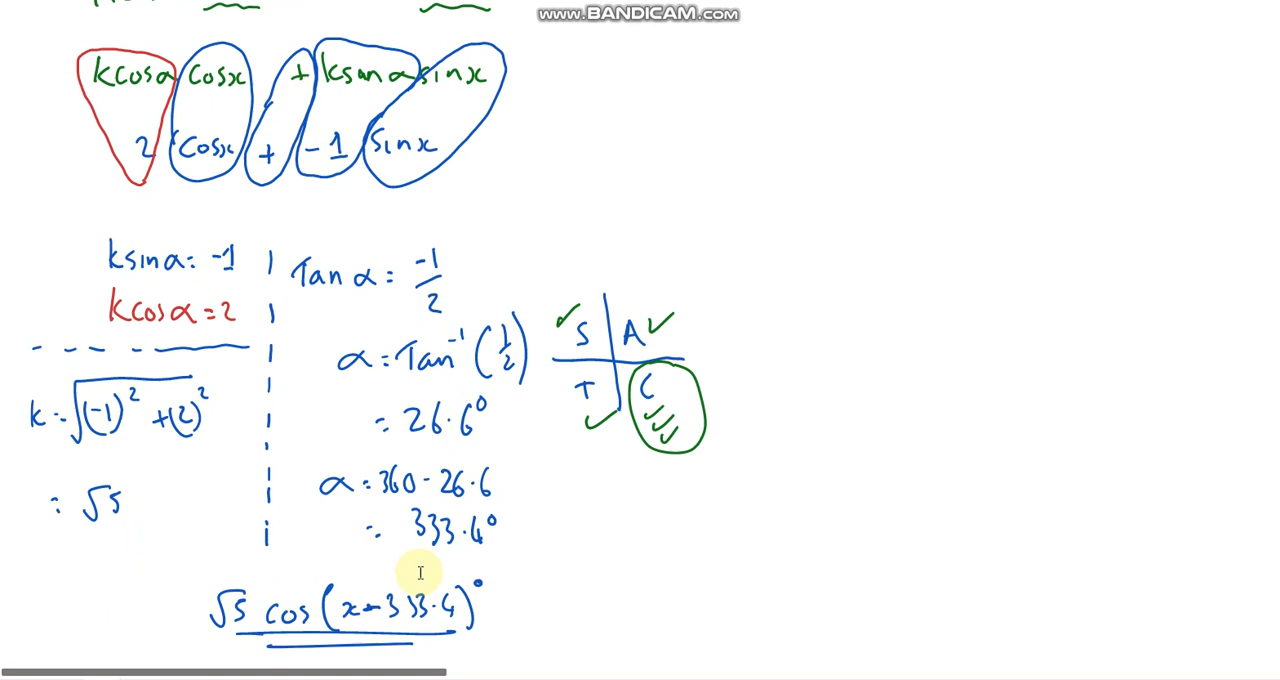 www.BANDICAM.com
kcosα cosx + ksinα sinx
2 cosx + -1 sinx
ksinα = -1
kcosα = 2
k = √(-1)² + (2)²
= √5
Tan α = -1/2
α = Tan⁻¹ (1/2)
= 26.6°
α = 360 - 26.6
= 333.4°
S A
T C
√5 cos (x - 333.4)°